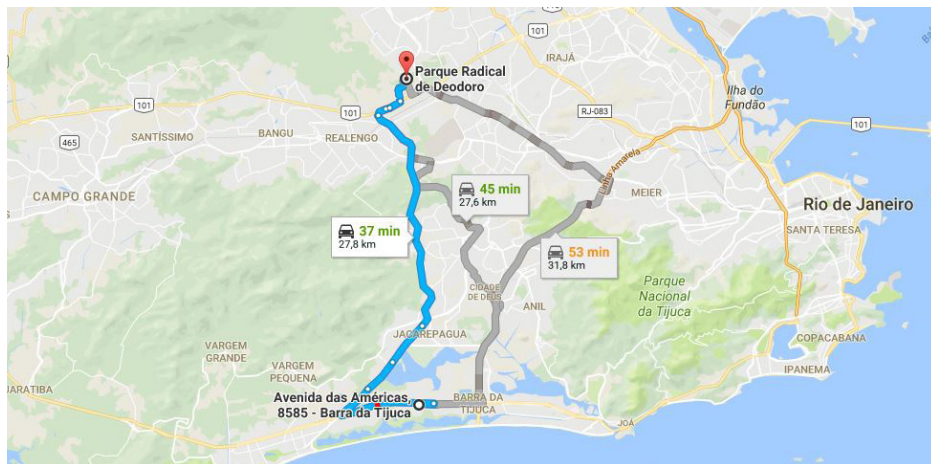 101
Parque Radical
de Deodoro
101
IRAJÁ
Ilha do
Fundão
RJ-083
101
101
101
SANTÍSSIMO
BANGU
REALENGO
465
Linha Amarela
MEIER
CAMPO GRANDE
45 min
27,6 km
Rio de Janeiro
SANTA TERESA
37 min
27,8 km
53 min
31,8 km
CIDADE
DE DEUS
Parque
Nacional
da Tijuca
ANIL
JACAREPAGUA
COPACABANA
VARGEM
GRANDE
IPANEMA
VARGEM
PEQUENA
UARATIBA
Avenida das Américas,
8585 - Barra da Tijuca
BARRA DA
TIJUCA
JOÁ